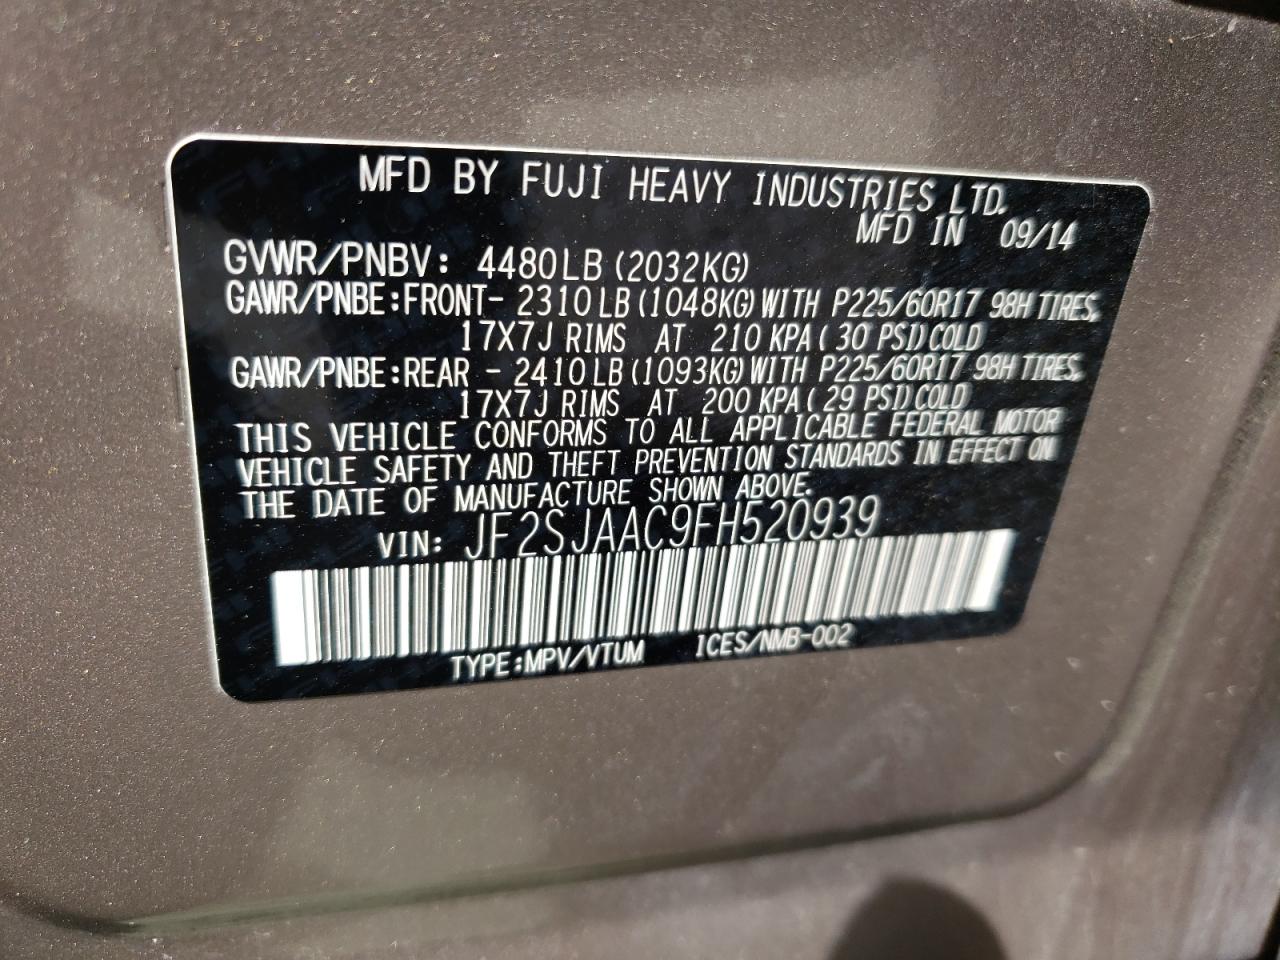 MFD BY FUJI HEAVY INDUSTRIES LTD.
MFD IN 09/14
GVWR/PNBV: 4480LB (2032KG)
GAWR/PNBE:FRONT- 2310 LB (1048KG) WITH P225/60R17 98H TIRES,
17X7J RIMS AT 210 KPA ( 30 PSI) COLD
GAWR/PNBE:REAR - 2410 LB (1093KG) WITH P225/60R17 98H TIRES,
17X7J RIMS AT 200 KPA ( 29 PSI) COLD
THIS VEHICLE CONFORMS TO ALL APPLICABLE FEDERAL MOTOR
VEHICLE SAFETY AND THEFT PREVENTION STANDARDS IN EFFECT ON
THE DATE OF MANUFACTURE SHOWN ABOVE.
VIN: JF2SJAAC9FH520939
TYPE:MPV/VTUM ICES/NMB-002